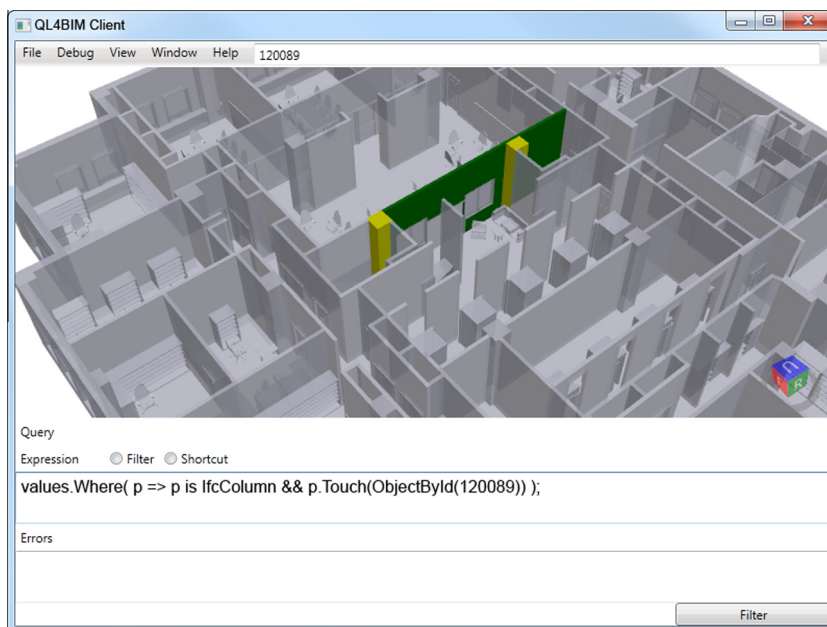 QL4BIM Client
File Debug View Window Help 120089
Query
Expression Filter Shortcut
values.Where( p => p is IfcColumn && p.Touch(ObjectById(120089)) );
Errors
Filter